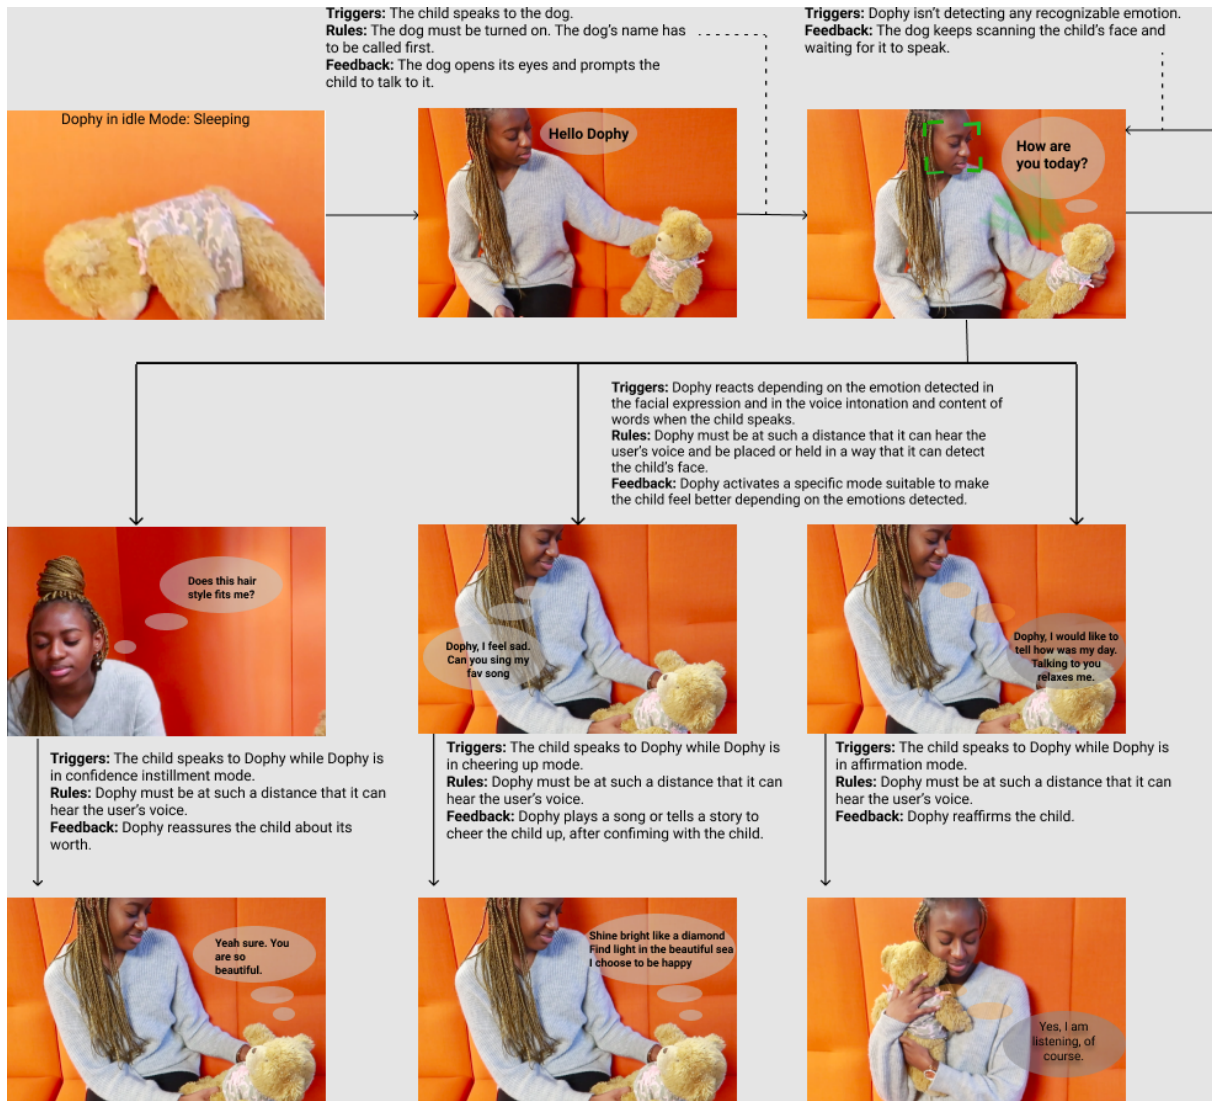 Triggers: The child speaks to the dog.
Rules: The dog must be turned on. The dog's name has
to be called first.
Feedback: The dog opens its eyes and prompts the
child to talk to it.
Triggers: Dophy isn't detecting any recognizable emotion.
Feedback: The dog keeps scanning the child's face and
waiting for it to speak.
Dophy in idle Mode: Sleeping
Hello Dophy
How are
you today?
Triggers: Dophy reacts depending on the emotion detected in
the facial expression and in the voice intonation and content of
words when the child speaks.
Rules: Dophy must be at such a distance that it can hear the
user's voice and be placed or held in a way that it can detect
the child's face.
Feedback: Dophy activates a specific mode suitable to make
the child feel better depending on the emotions detected.
Does this hair
style fits me?
Dophy, I feel sad.
Can you sing my
fav song
Dophy, I would like to
tell how was my day.
Talking to you
relaxes me.
Triggers: The child speaks to Dophy while Dophy is
in confidence instillment mode.
Rules: Dophy must be at such a distance that it can
hear the user's voice.
Feedback: Dophy reassures the child about its
worth.
Triggers: The child speaks to Dophy while Dophy is
in cheering up mode.
Rules: Dophy must be at such a distance that it can
hear the user's voice.
Feedback: Dophy plays a song or tells a story to
cheer the child up, after confiming with the child.
Triggers: The child speaks to Dophy while Dophy is
in affirmation mode.
Rules: Dophy must be at such a distance that it can
hear the user's voice.
Feedback: Dophy reaffirms the child.
Yeah sure. You
are so
beautiful.
Shine bright like a diamond
Find light in the beautiful sea
I choose to be happy
Yes, I am
listening, of
course.